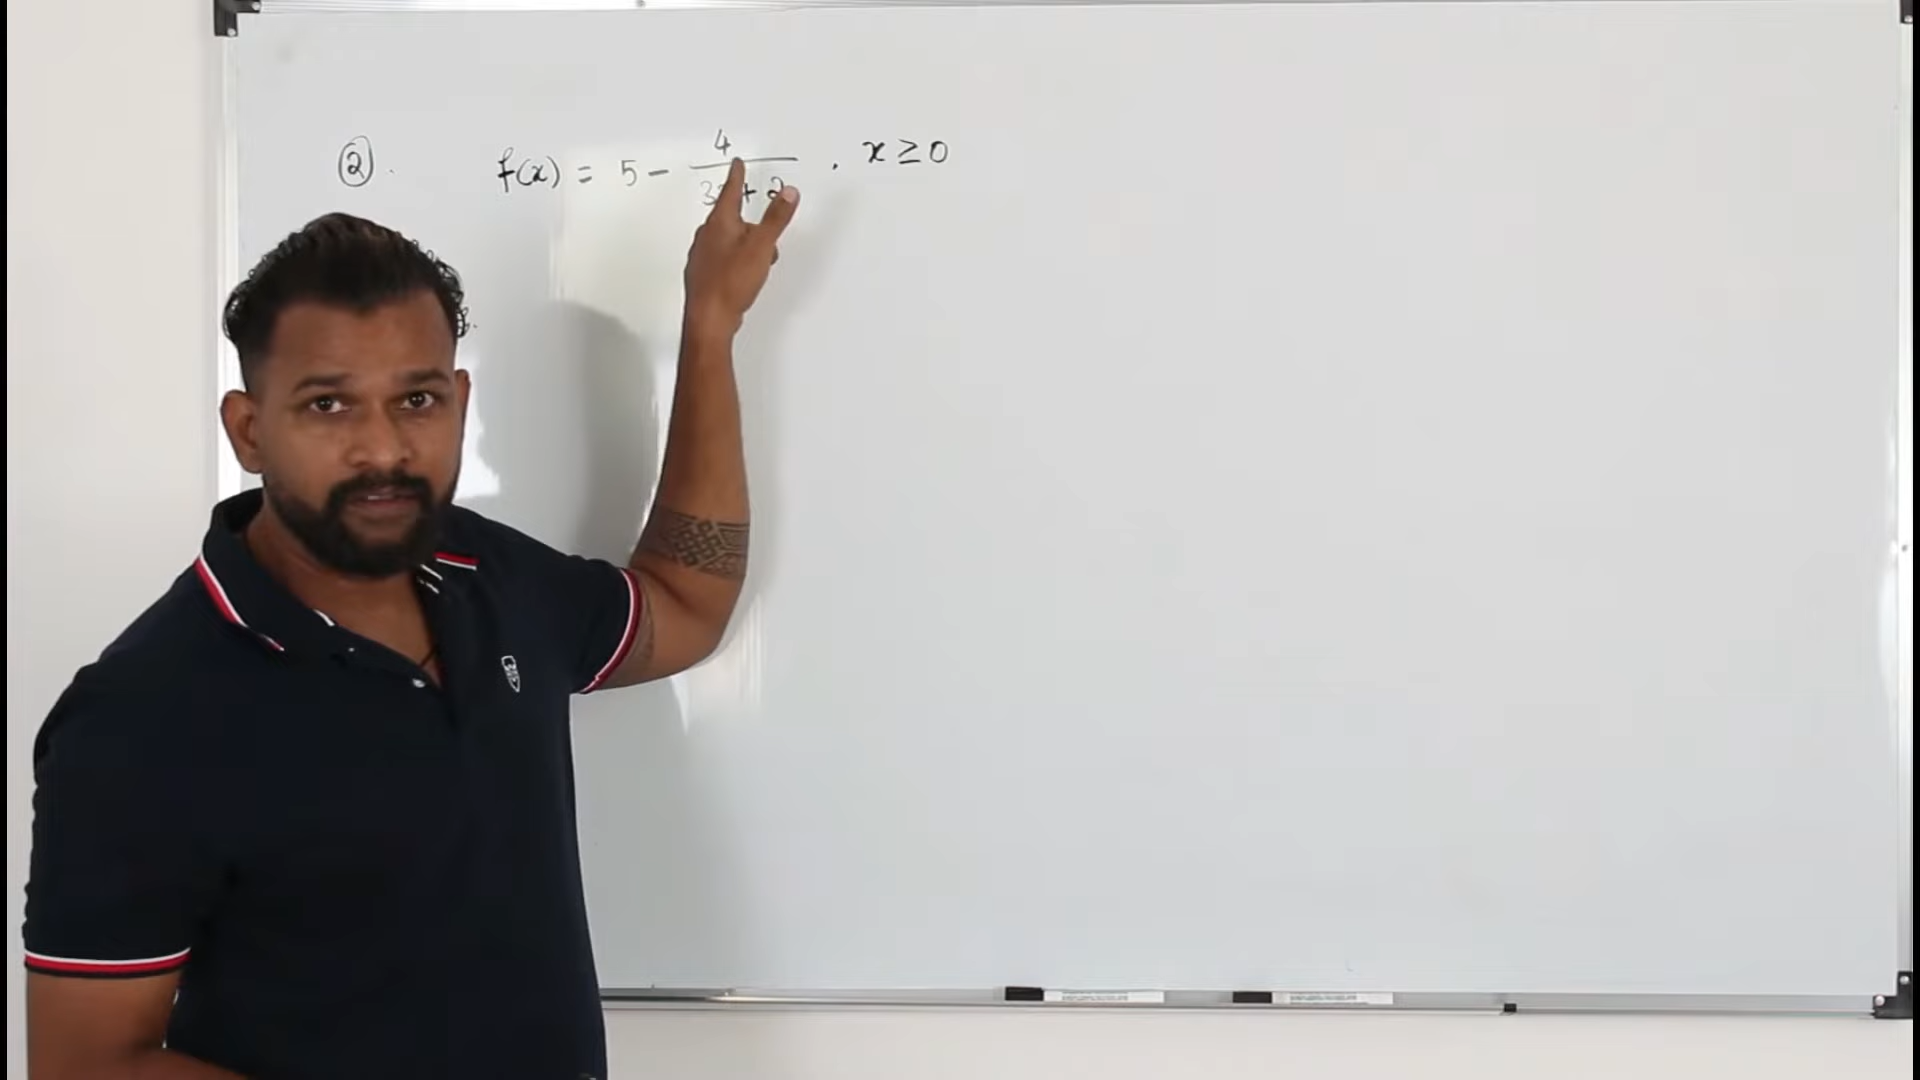 ② . f(x) = 5 - 4/(3x + 2) , x ≥ 0